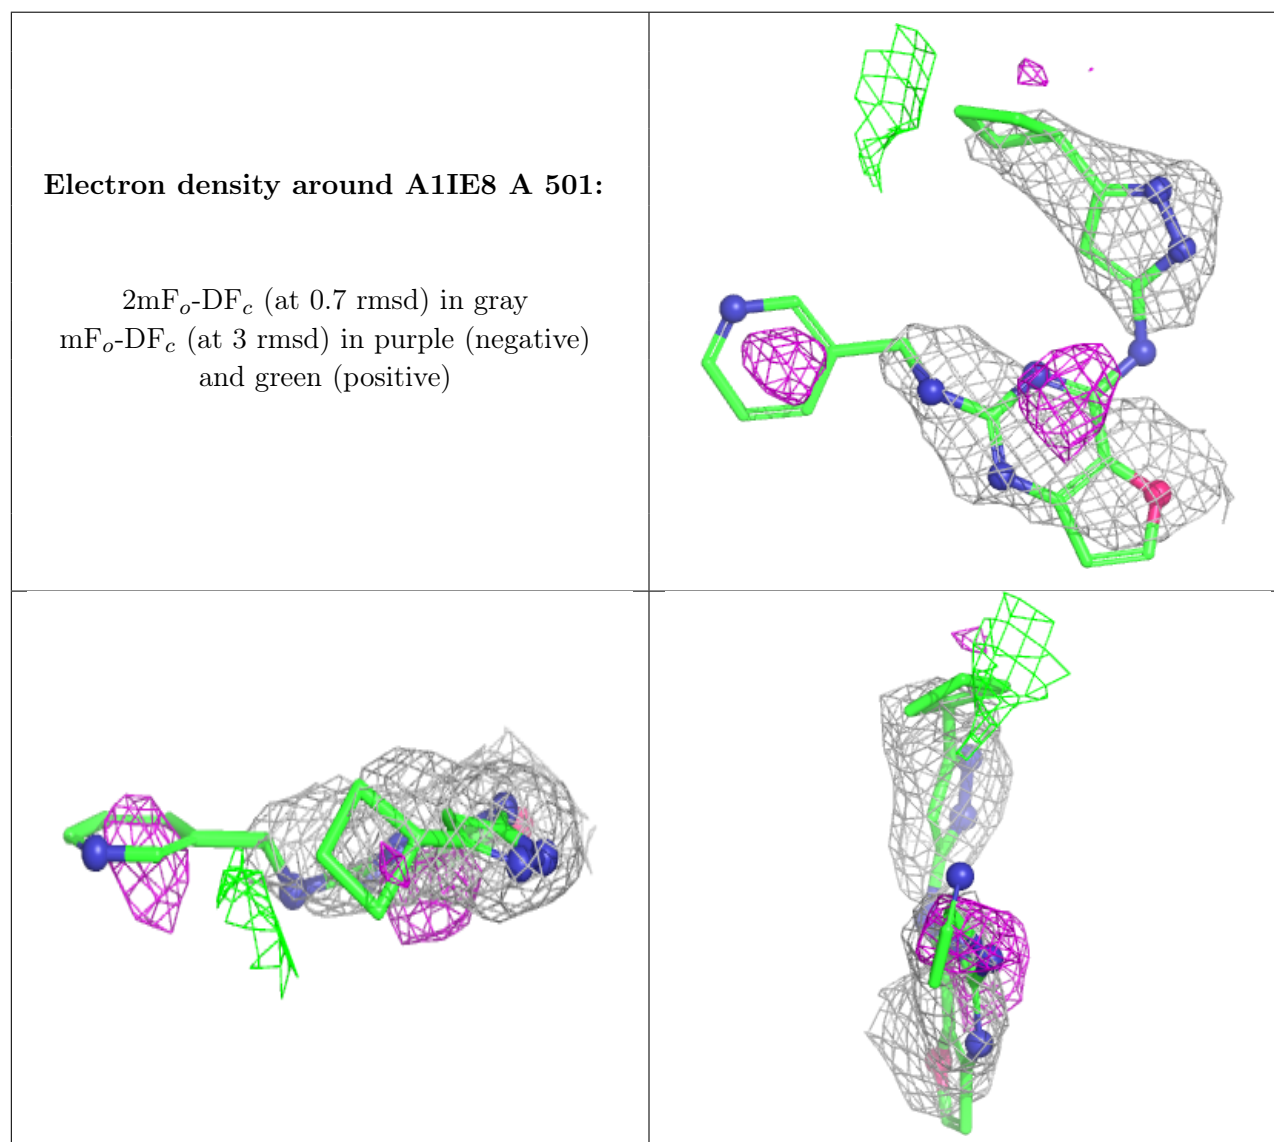 Electron density around A1IE8 A 501:
2mFo-DFc (at 0.7 rmsd) in gray
mFo-DFc (at 3 rmsd) in purple (negative)
and green (positive)